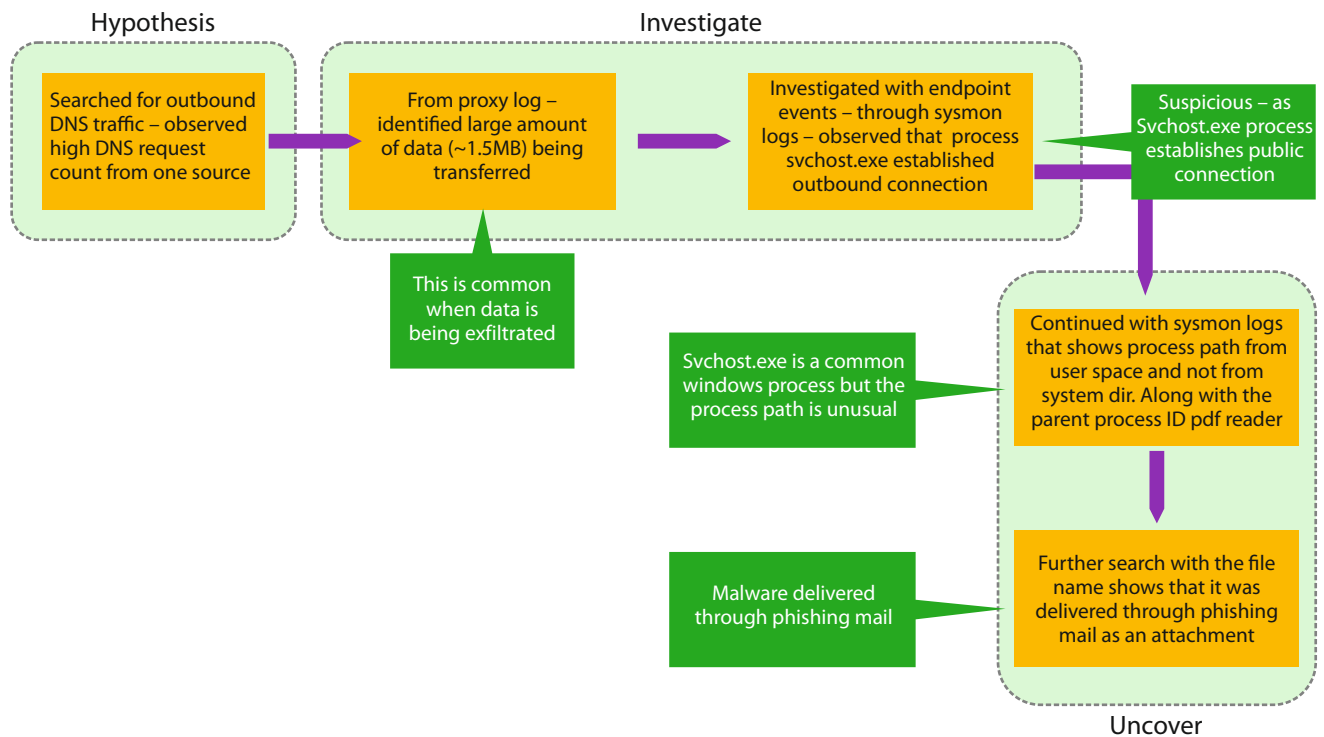 Hypothesis
Investigate
Searched for outbound
DNS traffic – observed
high DNS request
count from one source
From proxy log –
identified large amount
of data (~1.5MB) being
transferred
Investigated with endpoint
events – through sysmon
logs – observed that process
svchost.exe established
outbound connection
Suspicious – as
Svchost.exe process
establishes public
connection
This is common
when data is
being exfiltrated
Svchost.exe is a common
windows process but the
process path is unusual
Continued with sysmon logs
that shows process path from
user space and not from
system dir. Along with the
parent process ID pdf reader
Malware delivered
through phishing mail
Further search with the file
name shows that it was
delivered through phishing
mail as an attachment
Uncover